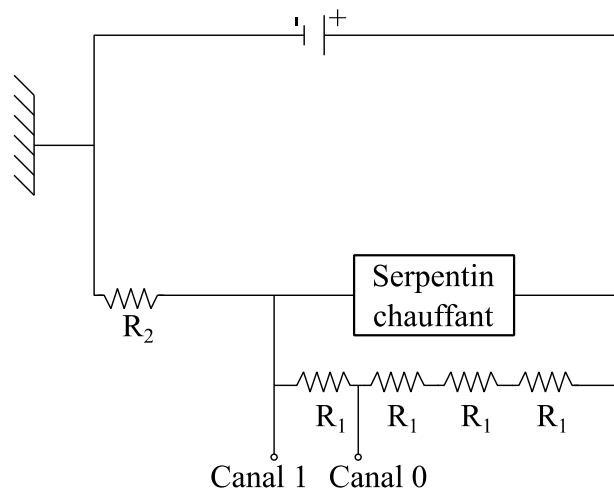 - +
Serpentin
chauffant
R₂
R₁ R₁ R₁ R₁
Canal 1 Canal 0